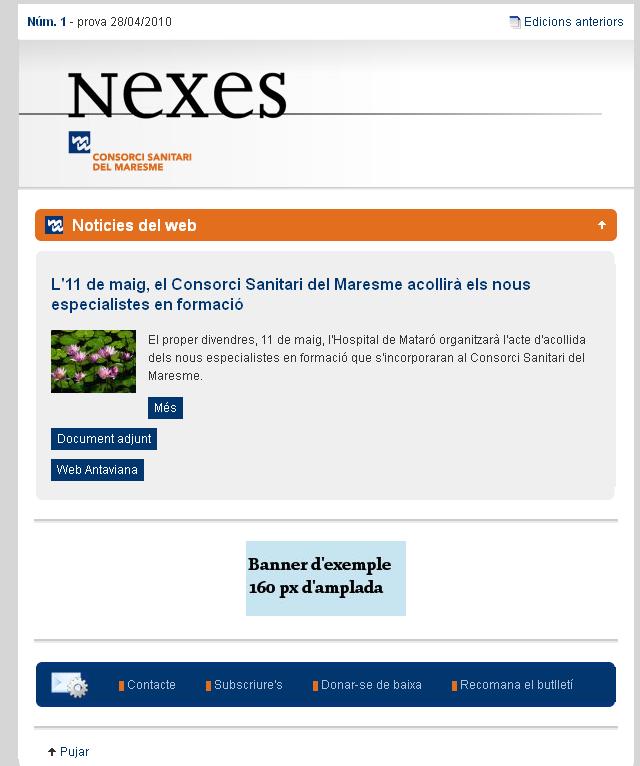 Núm. 1 - prova 28/04/2010
Edicions anteriors
Nexes
CONSORCI SANITARI
DEL MARESME
Noticies del web
L'11 de maig, el Consorci Sanitari del Maresme acollirà els nous
especialistes en formació
El proper divendres, 11 de maig, l'Hospital de Mataró organitzarà l'acte d'acollida
dels nous especialistes en formació que s'incorporaran al Consorci Sanitari del
Maresme.
Més
Document adjunt
Web Antaviana
Banner d'exemple
160 px d'amplada
Contacte
Subscriure's
Donar-se de baixa
Recomana el butlletí
Pujar